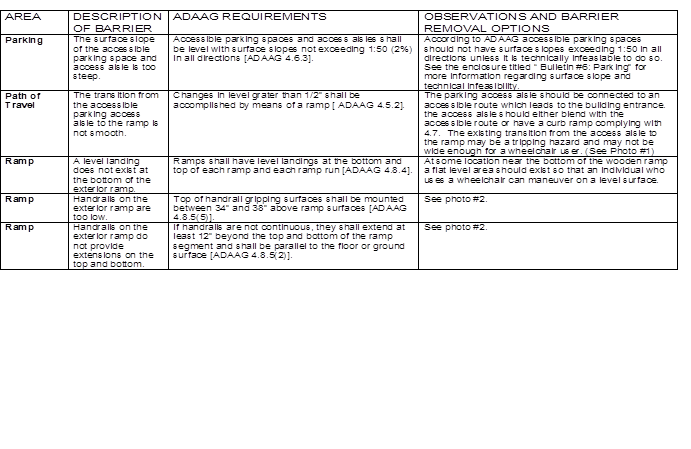 AREA
DESCRIPTION
OF BARRIER
ADAAG REQUIREMENTS
OBSERVATIONS AND BARRIER
REMOVAL OPTIONS
Parking
The surface slope
of the accessible
parking space and
access aisle is too
steep.
Accessible parking spaces and access aisles shall
be level with surface slopes not exceeding 1:50 (2%)
in all directions [ADAAG 4.6.3].
According to ADAAG accessible parking spaces
should not have surface slopes exceeding 1:50 in all
directions unless it is technically infeasiable to do so.
See the enclosure titled " Bulletin #6: Parking" for
more information regarding surface slope and
technical infeasibility.
Path of
Travel
The transition from
the accessible
parking access
aisle to the ramp is
not smooth.
Changes in level grater than 1/2" shall be
accomplished by means of a ramp [ ADAAG 4.5.2].
The parking access aisle should be connected to an
accessible route which leads to the building entrance.
the access aisle should either blend with the
accessible route or have a curb ramp complying with
4.7. The existing transition from the access aisle to
the ramp may be a tripping hazard and may not be
wide enough for a wheelchair user. (See Photo #1)
Ramp
A level landing
does not exist at
the bottom of the
exterior ramp.
Ramps shall have level landings at the bottom and
top of each ramp and each ramp run [ADAAG 4.8.4].
At some location near the bottom of the wooden ramp
a flat level area should exist so that an individual who
uses a wheelchair can maneuver on a level surface.
Ramp
Handrails on the
exterior ramp are
too low.
Top of handrail gripping surfaces shall be mounted
between 34" and 38" above ramp surfaces [ADAAG
4.8.5(5)].
See photo #2.
Ramp
Handrails on the
exterior ramp do
not provide
extensions on the
top and bottom.
If handrails are not continuous, they shall extend at
least 12" beyond the top and bottom of the ramp
segment and shall be parallel to the floor or ground
surface [ADAAG 4.8.5(2)].
See photo #2.